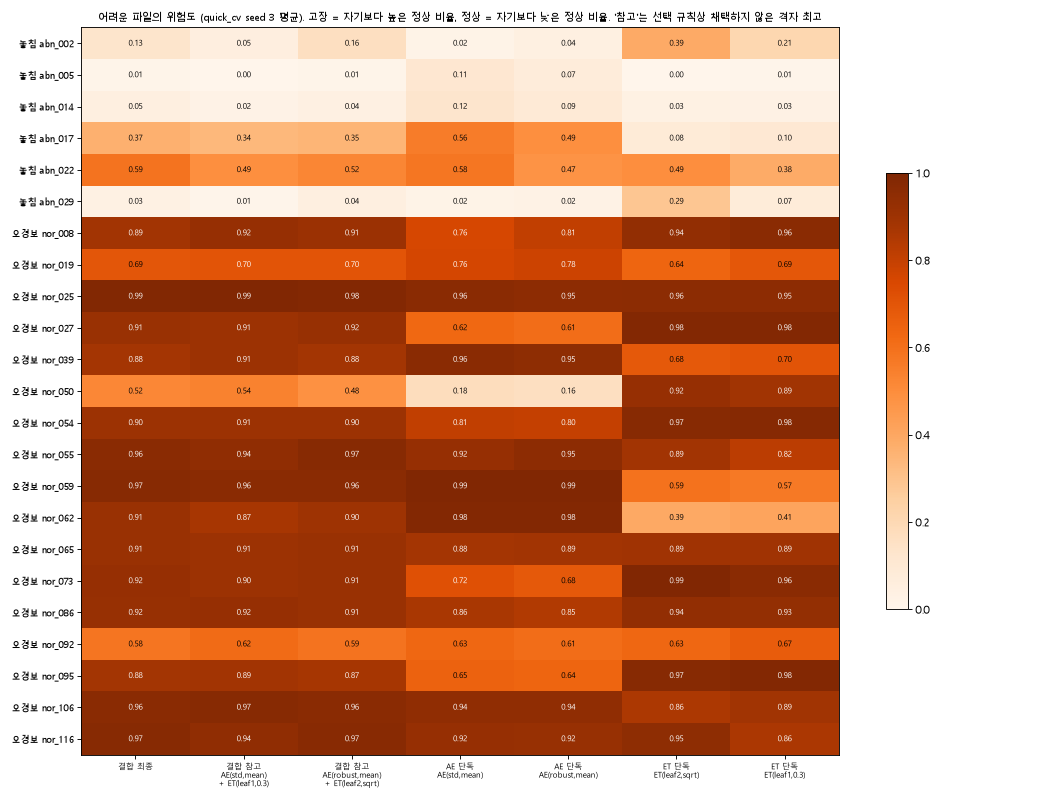 어려운 파일의 위험도 (quick_cv seed 3 평균). 고장 = 자기보다 높은 정상 비율, 정상 = 자기보다 낮은 정상 비율. '참고'는 선택 규칙상 채택하지 않은 격자 최고
놓침 abn_002 0.13 0.05 0.16 0.02 0.04 0.39 0.21
놓침 abn_005 0.01 0.00 0.01 0.11 0.07 0.00 0.01
놓침 abn_014 0.05 0.02 0.04 0.12 0.09 0.03 0.03
놓침 abn_017 0.37 0.34 0.35 0.56 0.49 0.08 0.10
놓침 abn_022 0.59 0.49 0.52 0.58 0.47 0.49 0.38
놓침 abn_029 0.03 0.01 0.04 0.02 0.02 0.29 0.07
오경보 nor_008 0.89 0.92 0.91 0.76 0.81 0.94 0.96
오경보 nor_019 0.69 0.70 0.70 0.76 0.78 0.64 0.69
오경보 nor_025 0.99 0.99 0.98 0.96 0.95 0.96 0.95
오경보 nor_027 0.91 0.91 0.92 0.62 0.61 0.98 0.98
오경보 nor_039 0.88 0.91 0.88 0.96 0.95 0.68 0.70
오경보 nor_050 0.52 0.54 0.48 0.18 0.16 0.92 0.89
오경보 nor_054 0.90 0.91 0.90 0.81 0.80 0.97 0.98
오경보 nor_055 0.96 0.94 0.97 0.92 0.95 0.89 0.82
오경보 nor_059 0.97 0.96 0.96 0.99 0.99 0.59 0.57
오경보 nor_062 0.91 0.87 0.90 0.98 0.98 0.39 0.41
오경보 nor_065 0.91 0.91 0.91 0.88 0.89 0.89 0.89
오경보 nor_073 0.92 0.90 0.91 0.72 0.68 0.99 0.96
오경보 nor_086 0.92 0.92 0.91 0.86 0.85 0.94 0.93
오경보 nor_092 0.58 0.62 0.59 0.63 0.61 0.63 0.67
오경보 nor_095 0.88 0.89 0.87 0.65 0.64 0.97 0.98
오경보 nor_106 0.96 0.97 0.96 0.94 0.94 0.86 0.89
오경보 nor_116 0.97 0.94 0.97 0.92 0.92 0.95 0.86
결합 최종
결합 참고
AE(std,mean)
+ ET(leaf1,0.3)
결합 참고
AE(robust,mean)
+ ET(leaf2,sqrt)
AE 단독
AE(std,mean)
AE 단독
AE(robust,mean)
ET 단독
ET(leaf2,sqrt)
ET 단독
ET(leaf1,0.3)
1.0
0.8
0.6
0.4
0.2
0.0